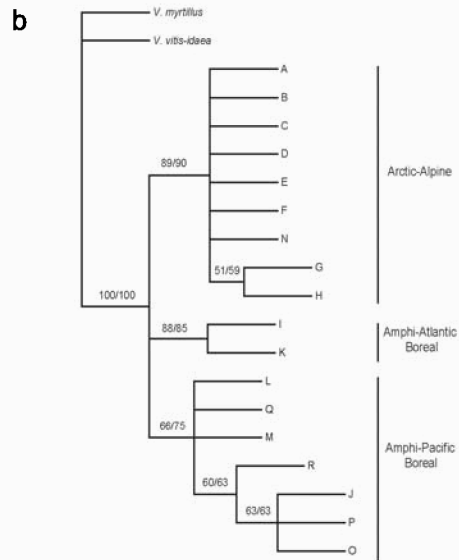 b
V. myrtillus
V. vitis-idaea
A
B
C
89/90
D
Arctic-Alpine
E
F
N
51/59
G
H
100/100
88/85
I
K
Amphi-Atlantic
Boreal
L
Q
66/75
M
Amphi-Pacific
Boreal
R
60/63
J
63/63
P
O